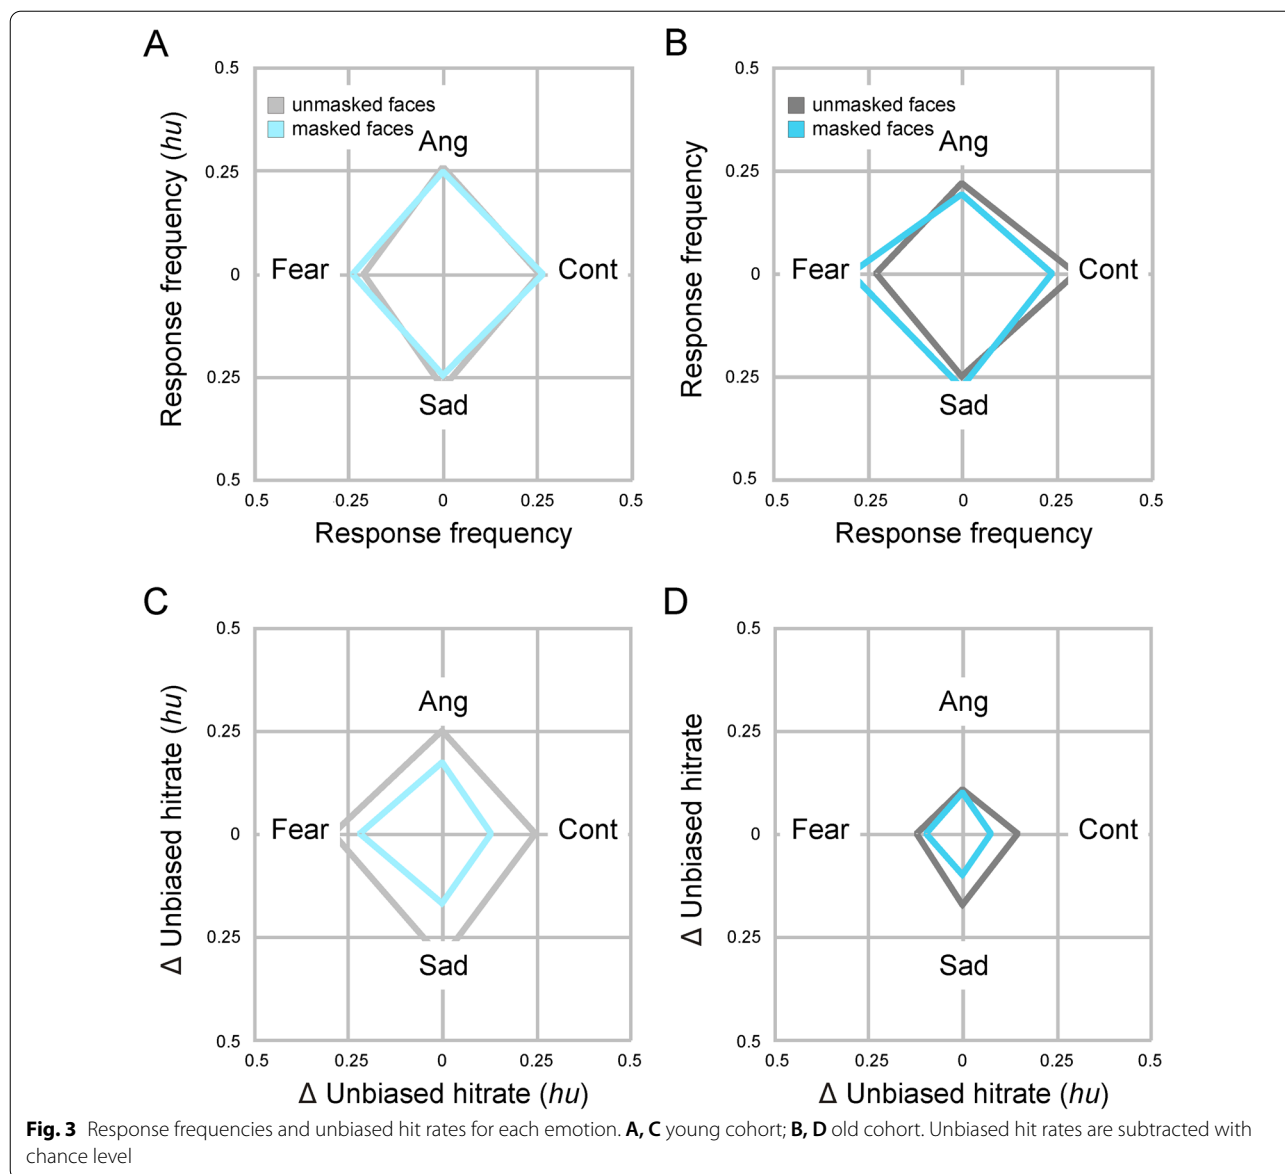 A
0.5
0.25
0
0.25
0.5
Response frequency (hu)
unmasked faces
masked faces
Ang
Fear
Cont
Sad
0.5
0.25
0
0.25
0.5
Response frequency
B
0.5
0.25
0
0.25
0.5
Response frequency
unmasked faces
masked faces
Ang
Fear
Cont
Sad
0.5
0.25
0
0.25
0.5
Response frequency
C
0.5
0.25
0
0.25
0.5
Δ Unbiased hitrate (hu)
Ang
Fear
Cont
Sad
0.5
0.25
0
0.25
0.5
Δ Unbiased hitrate (hu)
D
0.5
0.25
0
0.25
0.5
Δ Unbiased hitrate
Ang
Fear
Cont
Sad
0.5
0.25
0
0.25
0.5
Δ Unbiased hitrate (hu)
Fig. 3 Response frequencies and unbiased hit rates for each emotion. A, C young cohort; B, D old cohort. Unbiased hit rates are subtracted with
chance level